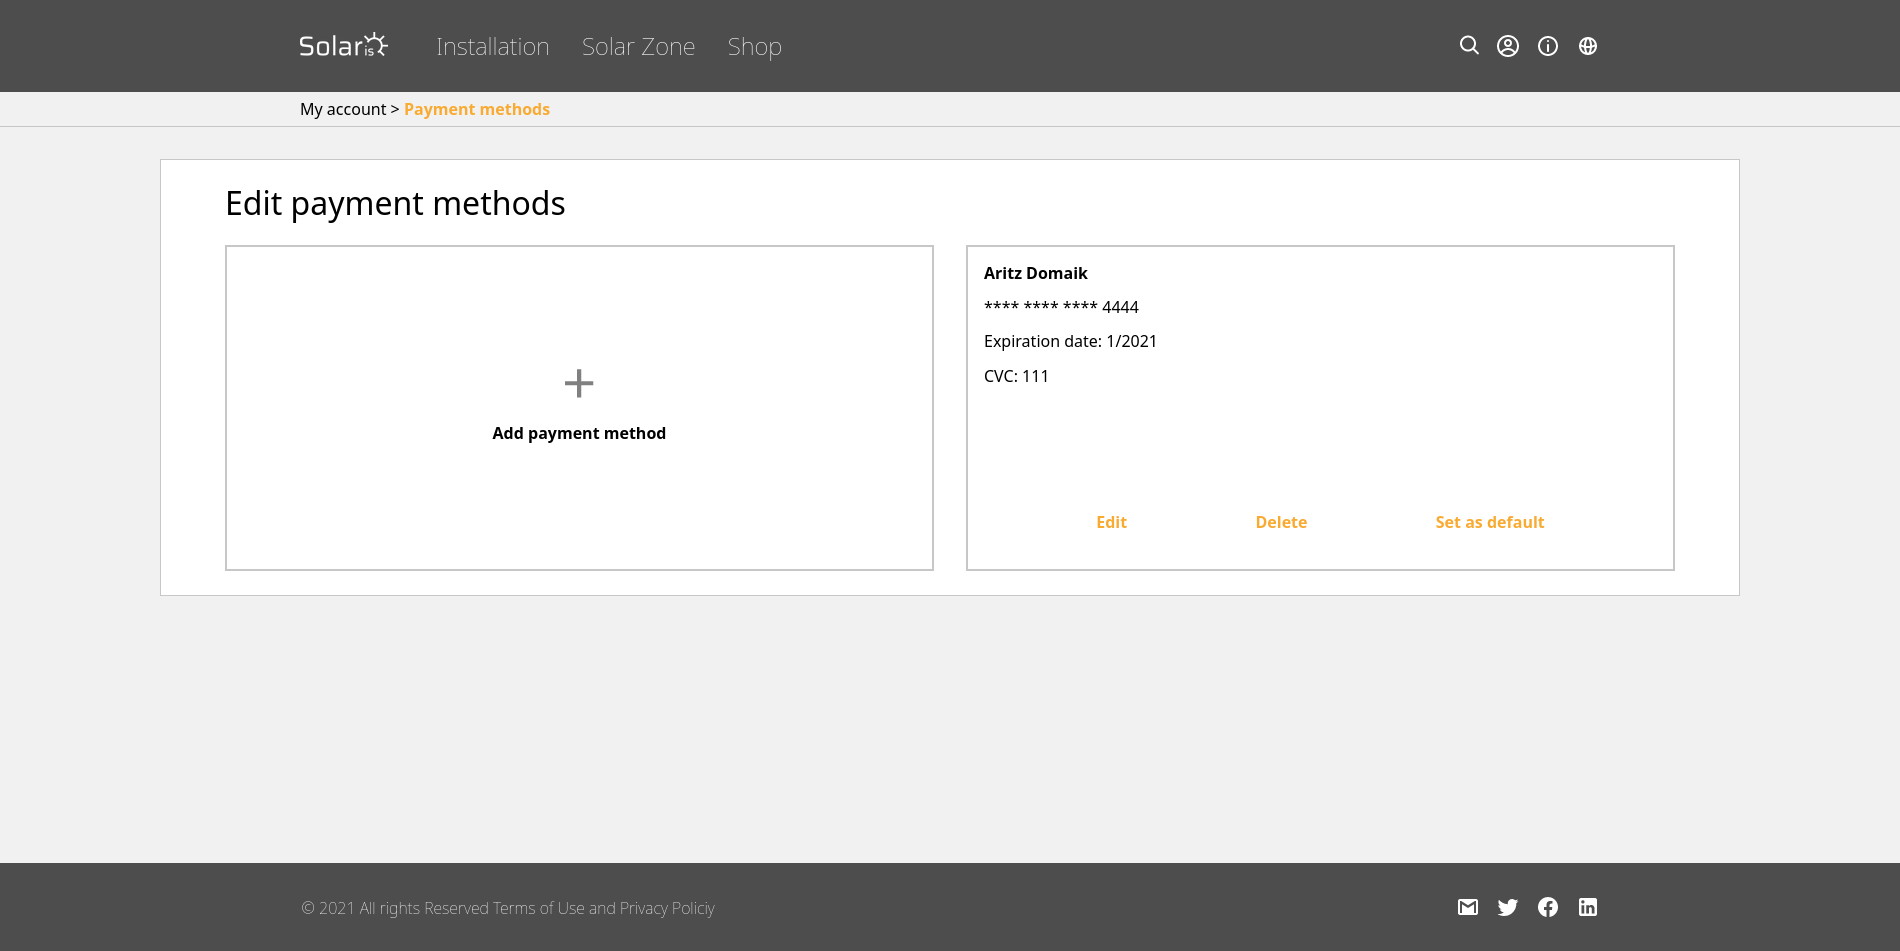 Solaris
Installation
Solar Zone
Shop
My account > Payment methods
Edit payment methods
Add payment method
Aritz Domaik
**** **** **** 4444
Expiration date: 1/2021
CVC: 111
Edit
Delete
Set as default
© 2021 All rights Reserved Terms of Use and Privacy Policiy